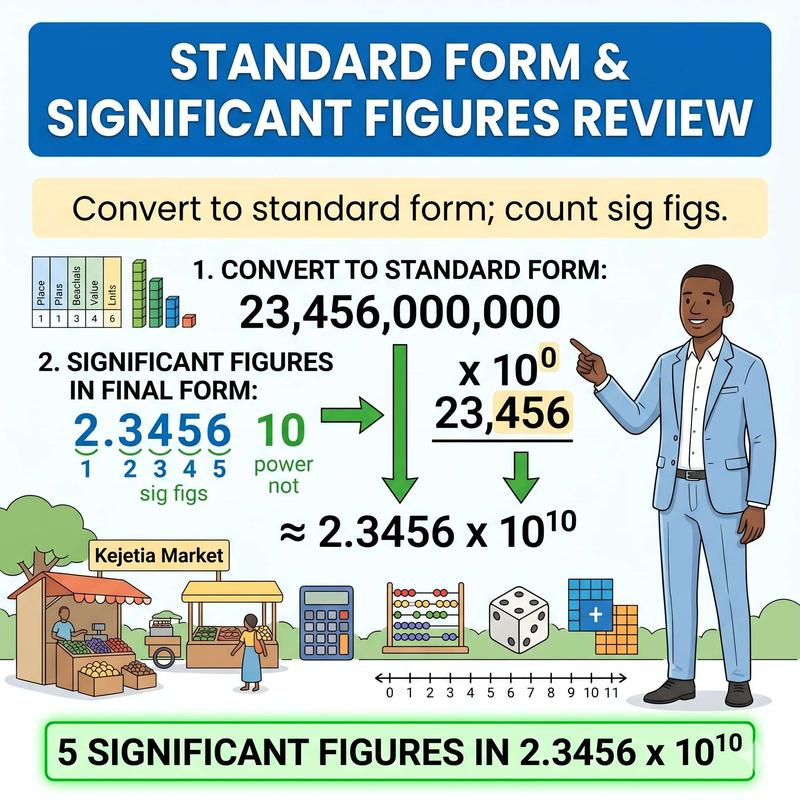 STANDARD FORM &
SIGNIFICANT FIGURES REVIEW
Convert to standard form; count sig figs.
Place
Plais
Beachials
Value
Lnits
1 1 3 4 6
1. CONVERT TO STANDARD FORM:
23,456,000,000
x 10⁰
23,456
2. SIGNIFICANT FIGURES
IN FINAL FORM:
2.3456 10
1 2 3 4 5
sig figs
power
not
≈ 2.3456 x 10¹⁰
Kejetia Market
+
0 1 2 3 4 5 6 7 8 9 10 11
5 SIGNIFICANT FIGURES IN 2.3456 x 10¹⁰